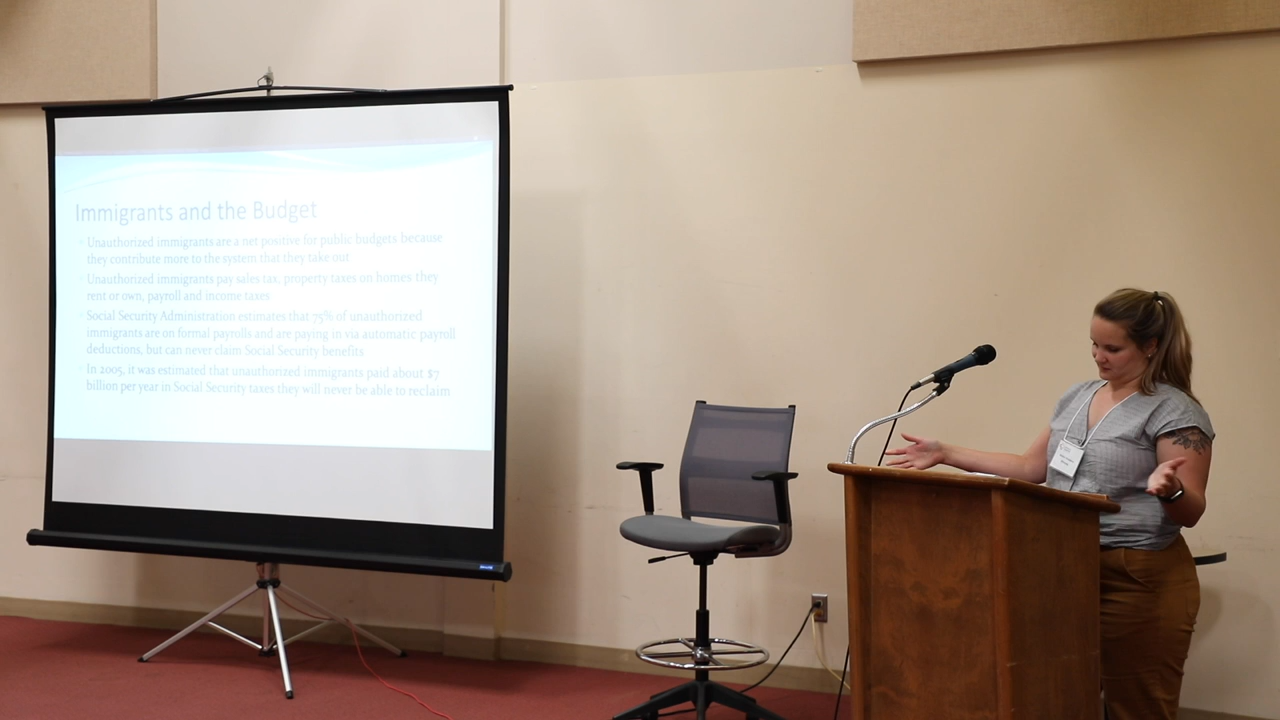 Immigrants and the Budget
Unauthorized immigrants are a net positive for public budgets because
they contribute more to the system that they take out
Unauthorized immigrants pay sales tax, property taxes on homes they
rent or own, payroll and income taxes
Social Security Administration estimates that 75% of unauthorized
immigrants are on formal payrolls and are paying in via automatic payroll
deductions, but can never claim Social Security benefits
In 2005, it was estimated that unauthorized immigrants paid about $7
billion per year in Social Security taxes they will never be able to reclaim